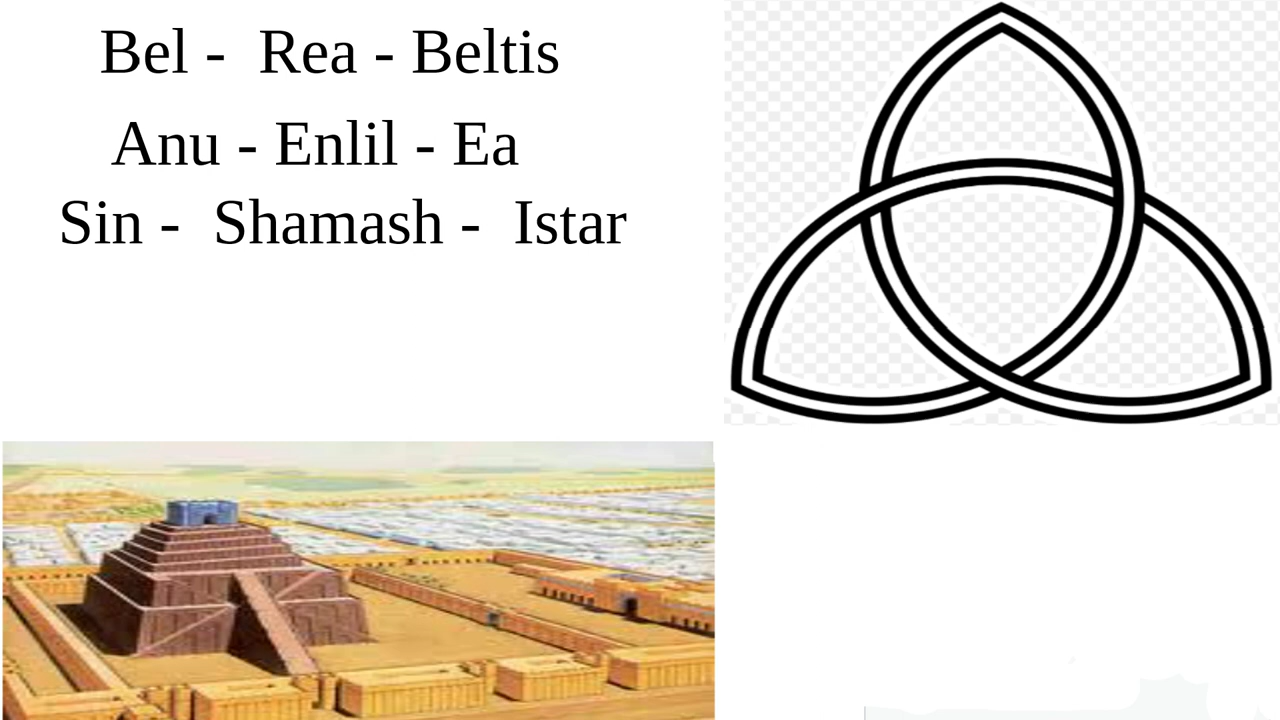 Bel - Rea - Beltis
Anu - Enlil - Ea
Sin - Shamash - Istar